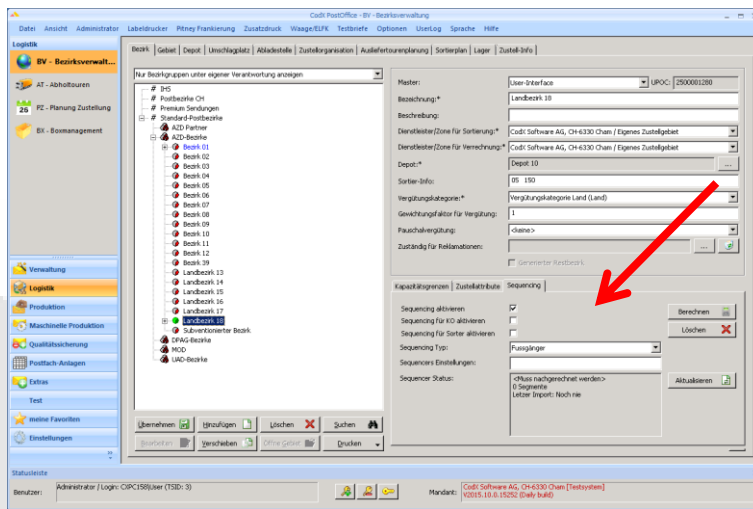 CodX PostOffice - BV - Bezirksverwaltung
Datei Ansicht Administrator Labeldrucker Pitney Frankierung Zusatzdruck Waage/ELFK Testbriefe Optionen UserLog Sprache Hilfe
Logistik
BV - Bezirksverwalt...
AT - Abholtouren
26 PZ - Planung Zustellung
BX - Boxmanagement
Verwaltung
Logistik
Produktion
Maschinelle Produktion
Qualitätssicherung
Postfach-Anlagen
Extras
Test
meine Favoriten
Einstellungen
Bezirk Gebiet Depot Umschlagplatz Abladestelle Zustellorganisation Ausliefertourenplanung Sortierplan Lager Zustell-Info
Nur Bezirkgruppen unter eigener Verantwortung anzeigen
# IHS
# Postbezirke CH
# Premium Sendungen
# Standard-Postbezirke
AZD Partner
AZD-Bezirke
Bezirk 01
Bezirk 02
Bezirk 03
Bezirk 04
Bezirk 05
Bezirk 06
Bezirk 07
Bezirk 08
Bezirk 09
Bezirk 10
Bezirk 11
Bezirk 12
Bezirk 39
Landbezirk 13
Landbezirk 14
Landbezirk 15
Landbezirk 16
Landbezirk 17
Landbezirk 18
Subventionierter Bezirk
DPAG-Bezirke
MOD
UAD-Bezirke
Übernehmen Hinzufügen Löschen Suchen
Bearbeiten Verschieben Öffne Gebiet Drucken
Master: User-Interface UPOC: 2500001280
Bezeichnung:* Landbezirk 18
Beschreibung:
Dienstleister/Zone für Sortierung:* CodX Software AG, CH-6330 Cham / Eigenes Zustellgebiet
Dienstleister/Zone für Verrechnung:* CodX Software AG, CH-6330 Cham / Eigenes Zustellgebiet
Depot:* Depot 10 ...
Sortier-Info: 05 150
Vergütungskategorie:* Vergütungskategorie Land (Land)
Gewichtungsfaktor für Vergütung: 1
Pauschalvergütung: <keine>
Zuständig für Reklamationen: ...
Generierter Restbezirk
Kapazitätsgrenzen Zustellattribute Sequencing
Sequencing aktivieren
Sequencing für KO aktivieren
Sequencing für Sorter aktivieren
Sequencing Typ: Fussgänger
Sequencers Einstellungen:
Sequencer Status: <Muss nachgerechnet werden>
0 Segmente
Letzer Import: Noch nie
Berechnen
Löschen
Aktualisieren
Statusleiste
Benutzer: Administrator / Login: CXPC158\User (TSID: 3)
Mandant: CodX Software AG, CH-6330 Cham [Testsystem]
V2015.10.0.15252 (Daily build)